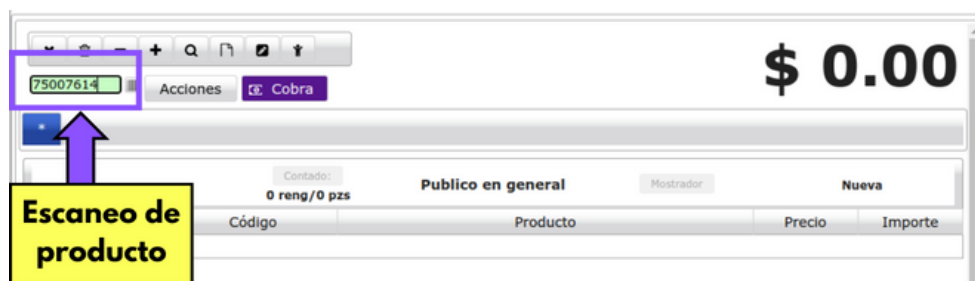 $ 0.00
75007614
Acciones
Cobra
*
Contado:
0 reng/0 pzs
Publico en general
Mostrador
Nueva
Código
Producto
Precio
Importe
Escaneo de
producto